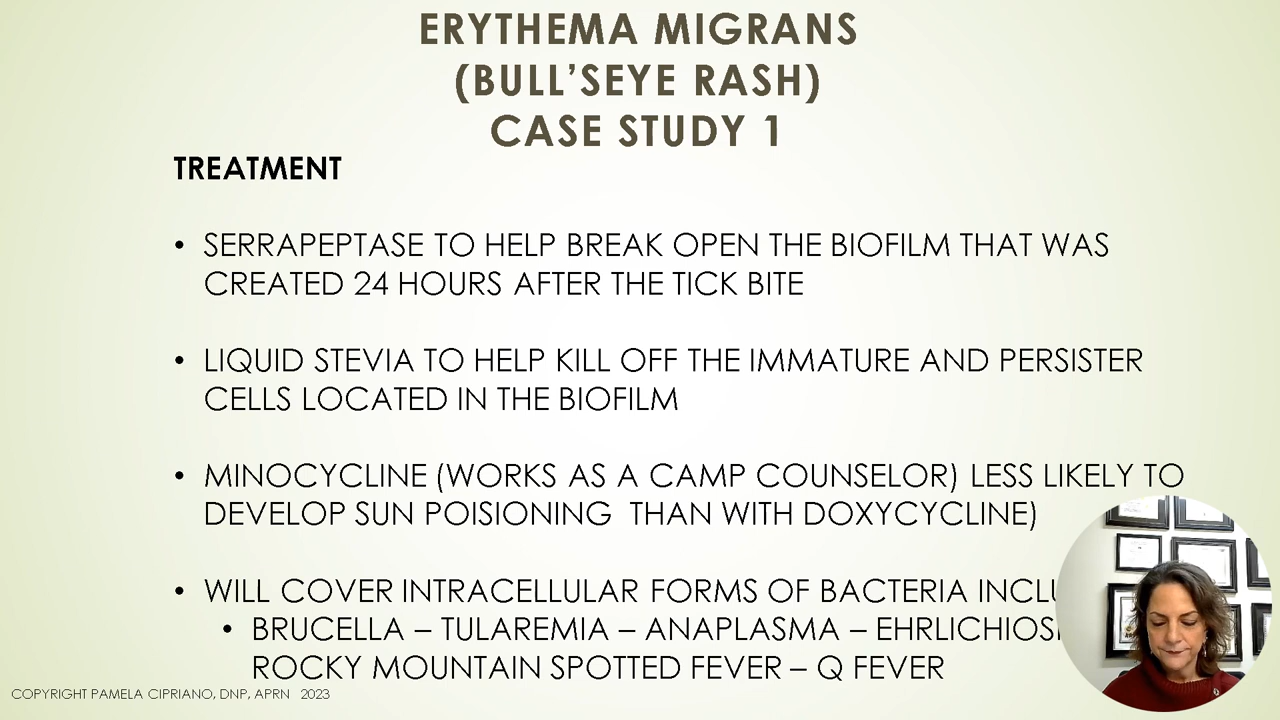 ERYTHEMA MIGRANS
(BULL’SEYE RASH)
CASE STUDY 1
TREATMENT
• SERRAPEPTASE TO HELP BREAK OPEN THE BIOFILM THAT WAS
CREATED 24 HOURS AFTER THE TICK BITE
• LIQUID STEVIA TO HELP KILL OFF THE IMMATURE AND PERSISTER
CELLS LOCATED IN THE BIOFILM
• MINOCYCLINE (WORKS AS A CAMP COUNSELOR) LESS LIKELY TO
DEVELOP SUN POISIONING THAN WITH DOXYCYCLINE)
• WILL COVER INTRACELLULAR FORMS OF BACTERIA
• BRUCELLA – TULAREMIA – ANAPLASMA –
ROCKY MOUNTAIN SPOTTED FEVER – Q FEVER
COPYRIGHT PAMELA CIPRIANO, DNP, APRN 2023